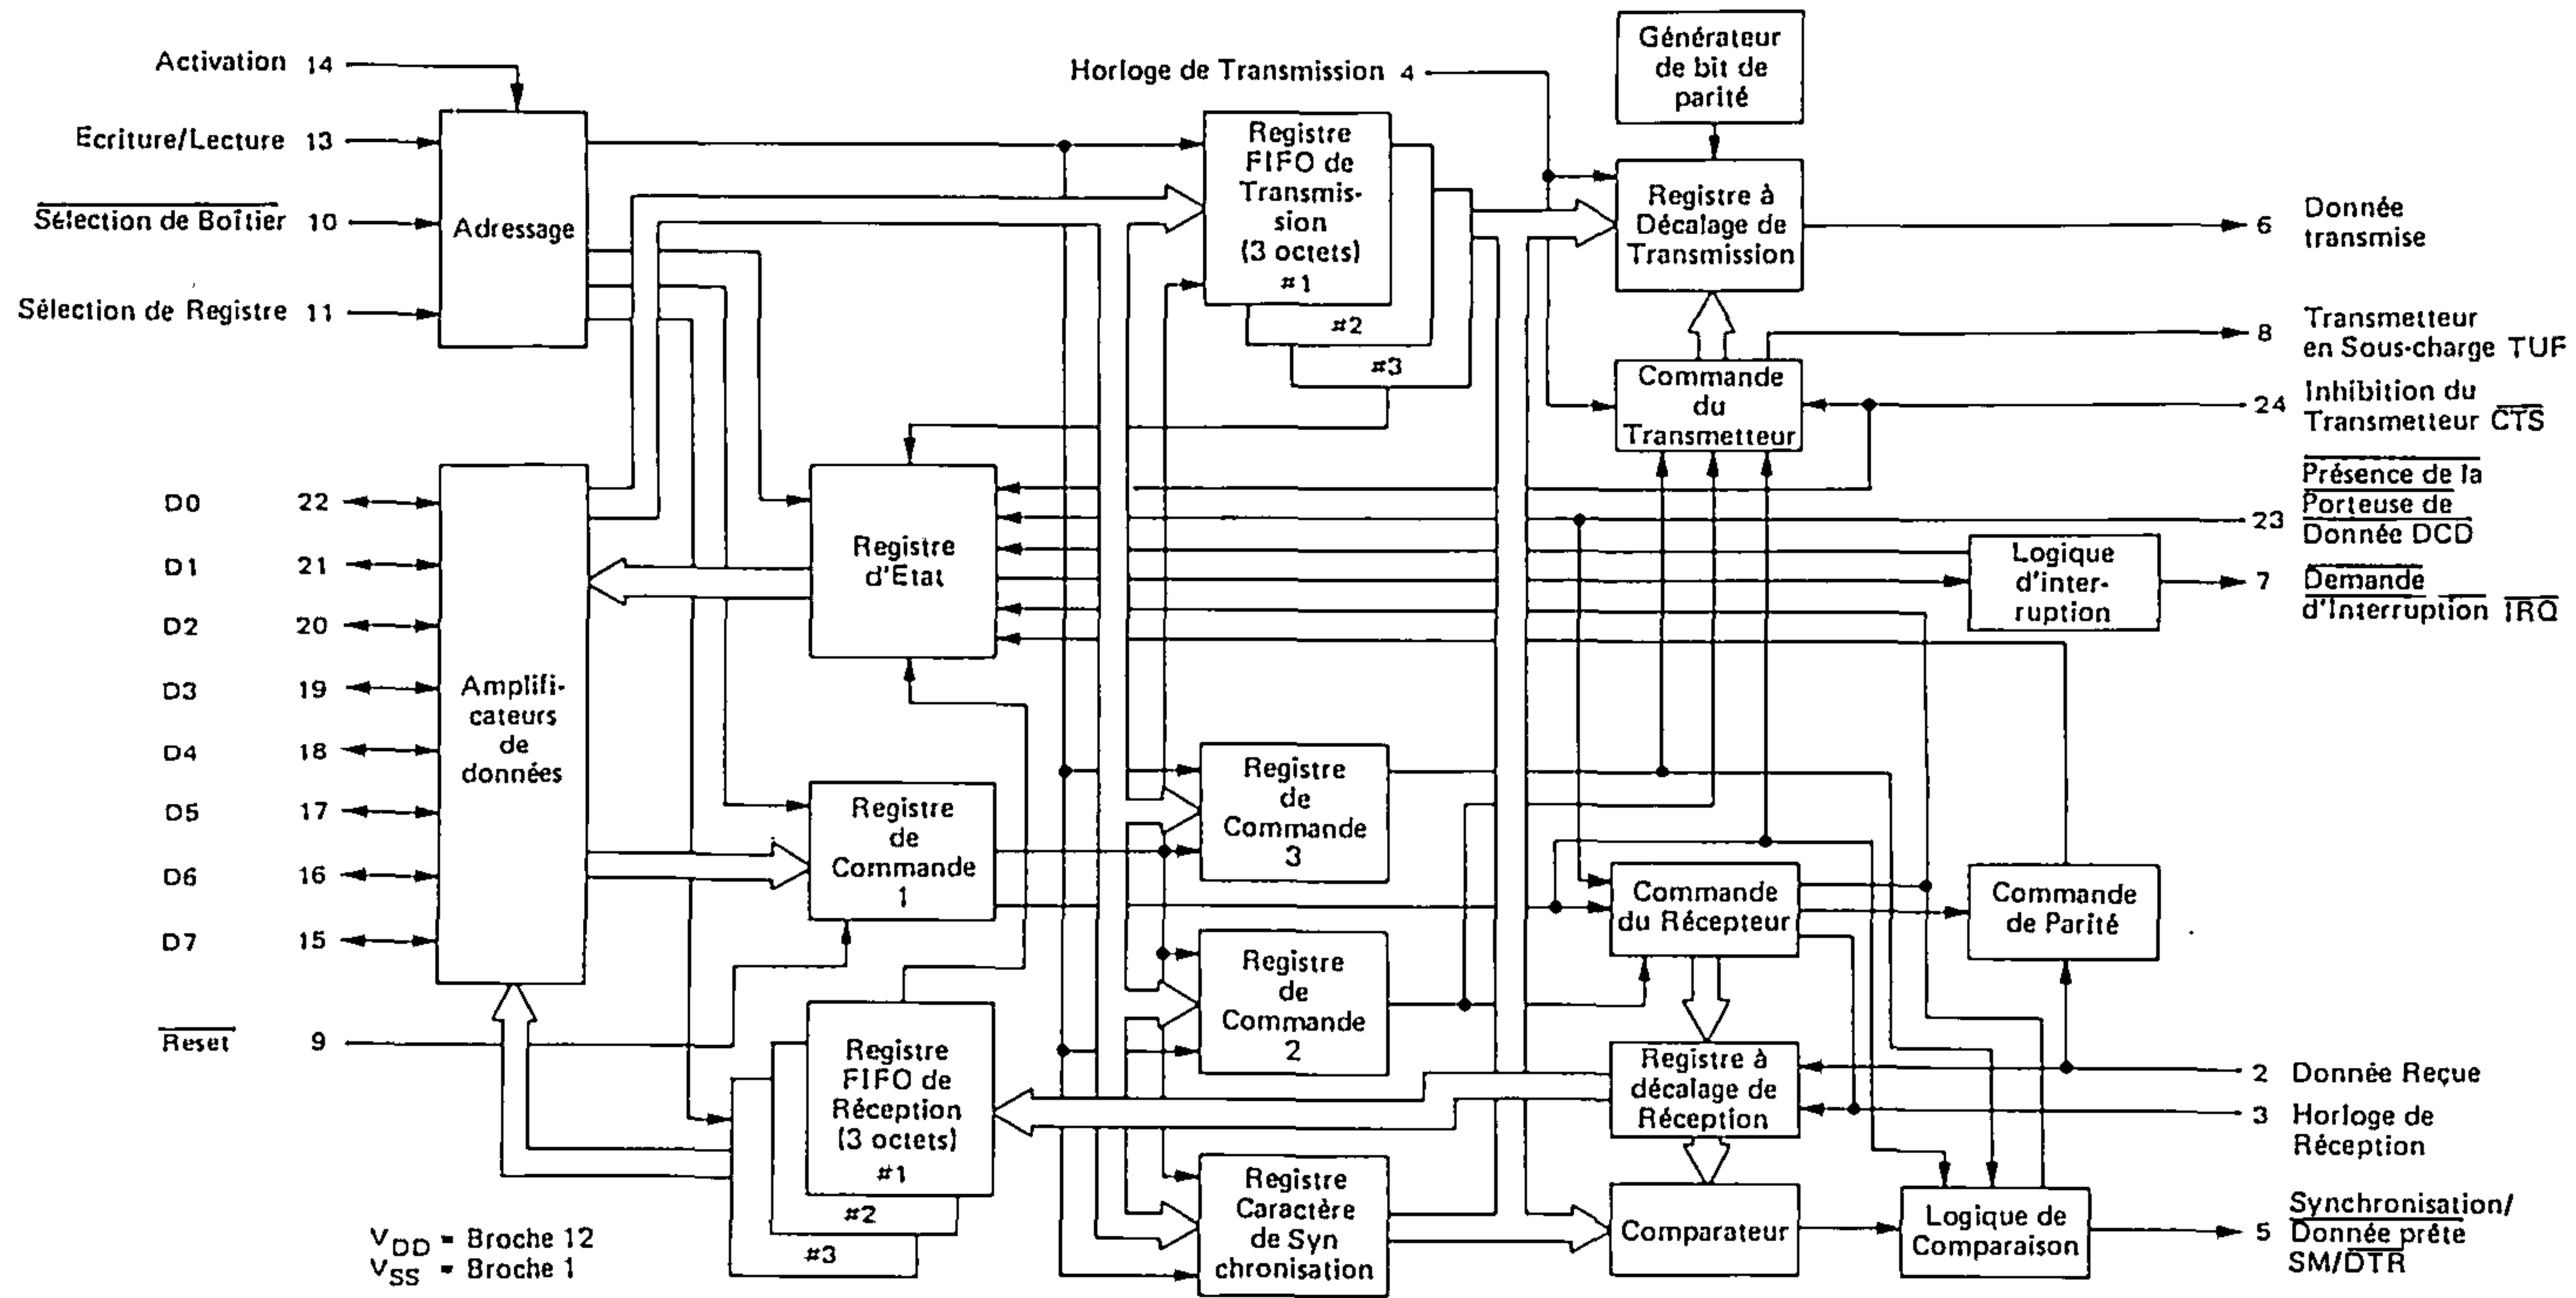 Activation 14
Ecriture/Lecture 13
Sélection de Boîtier 10
Sélection de Registre 11
Adressage
D0 22
D1 21
D2 20
D3 19
D4 18
D5 17
D6 16
D7 15
Amplifi-
cateurs
de
données
Reset 9
VDD = Broche 12
VSS = Broche 1
Registre
d'Etat
Registre
de
Commande
1
Registre
FIFO de
Réception
(3 octets)
#1
#2
#3
Horloge de Transmission 4
Registre
FIFO de
Transmis-
sion
(3 octets)
#1
#2
#3
Registre
de
Commande
3
Registre
de
Commande
2
Registre
Caractère
de Syn
chronisation
Générateur
de bit de
parité
Registre à
Décalage de
Transmission
Commande
du
Transmetteur
Logique
d'inter-
ruption
Commande
du Récepteur
Commande
de Parité
Registre à
décalage de
Réception
Comparateur
Logique de
Comparaison
6 Donnée
transmise
8 Transmetteur
en Sous-charge TUF
24 Inhibition du
Transmetteur CTS
23 Présence de la
Porteuse de
Donnée DCD
7 Demande
d'Interruption IRQ
2 Donnée Reçue
3 Horloge de
Réception
5 Synchronisation/
Donnée prête
SM/DTR